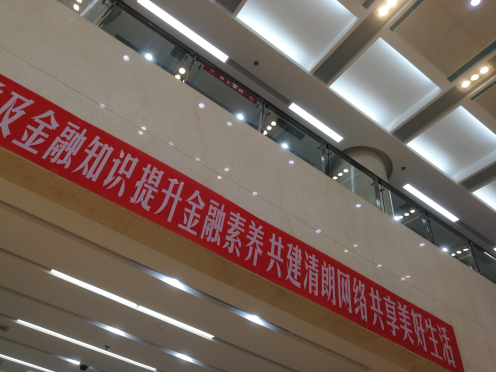 及金融知识 提升金融素养 共建清朗网络 共享美好生活